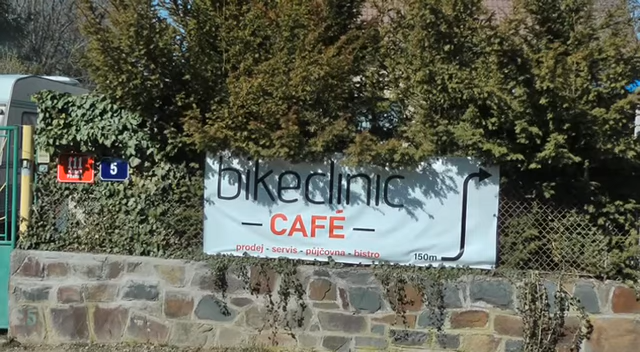 5
bikeclinic
– CAFÉ –
prodej - servis - půjčovna - bistro
150m